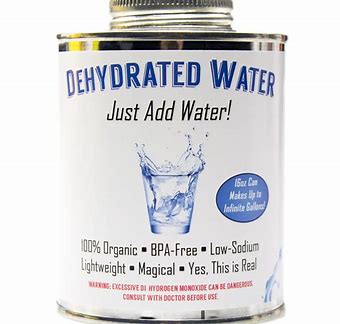 DEHYDRATED WATER
Just Add Water!
16oz Can
Makes Up to
Infinite Gallons!
100% Organic • BPA-Free • Low-Sodium
Lightweight • Magical • Yes, This is Real
WARNING: EXCESSIVE DI HYDROGEN MONOXIDE CAN BE DANGEROUS.
CONSULT WITH DOCTOR BEFORE USE.